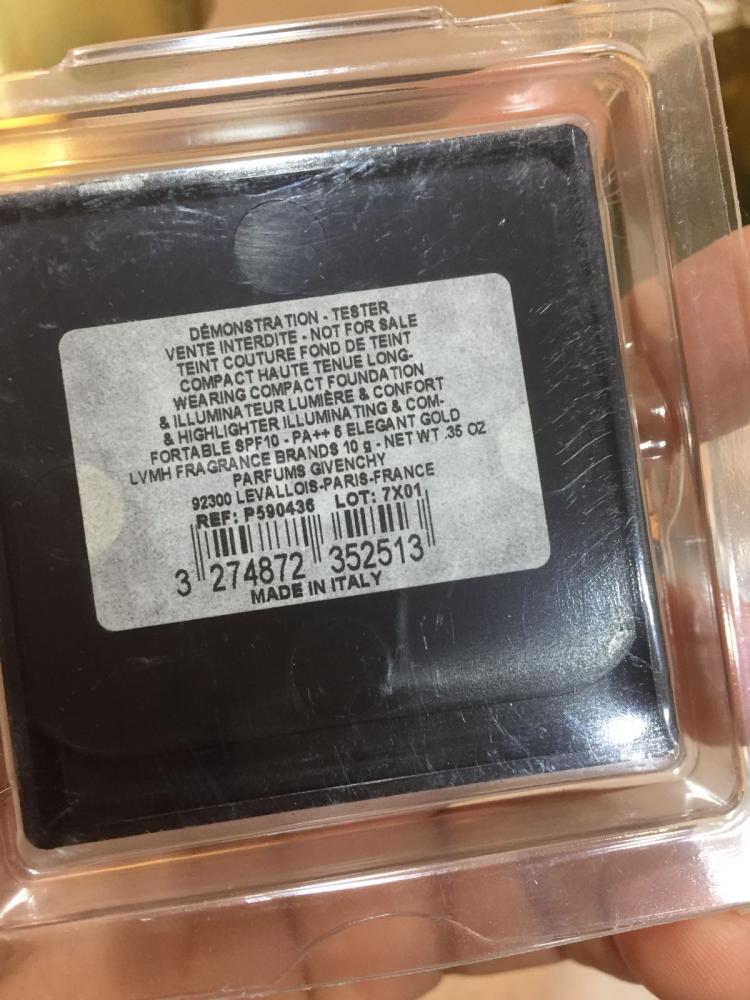 DÉMONSTRATION - TESTER
VENTE INTERDITE - NOT FOR SALE
TEINT COUTURE FOND DE TEINT
COMPACT HAUTE TENUE LONG-
WEARING COMPACT FOUNDATION
& ILLUMINATEUR LUMIÈRE & CONFORT
& HIGHLIGHTER ILLUMINATING & COM-
FORTABLE SPF10 - PA++ 6 ELEGANT GOLD
LVMH FRAGRANCE BRANDS 10 g - NET WT .35 OZ
PARFUMS GIVENCHY
92300 LEVALLOIS-PARIS-FRANCE
REF: P590436 LOT: 7X01
3 274872 352513
MADE IN ITALY